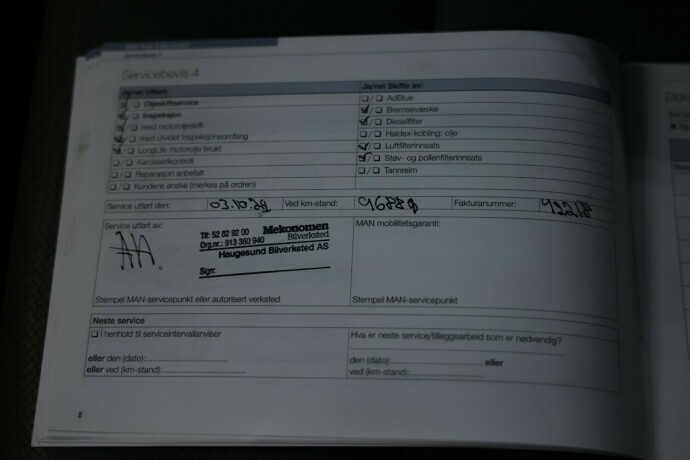 Servicebevis 4
Ja/nei Utført:
Oljeskiftservice
Inspeksjon
med motoroljeskift
med utvidet inspeksjonsomfang
LongLife motorolje brukt
Karosserikontroll
Reparasjon anbefalt
Kundens ønske (merkes på ordren)
Ja/nei Skifte av:
AdBlue
Bremsevæske
Dieselfilter
Haldex-kobling: olje
Luftfilterinnsats
Støv- og pollenfilterinnsats
Tannreim
Service utført den: 03.10. Ved km-stand: Fakturanummer:
Service utført av:
Tlf: 52 82 92 00 Mekonomen
Org.nr.: 913 380 940 Bilverksted
Haugesund Bilverksted AS
Sign:
Stempel MAN-servicepunkt eller autorisert verksted
MAN mobilitetsgaranti:
Stempel MAN-servicepunkt
Neste service
i henhold til serviceintervallanviser
eller den (dato):
eller ved (km-stand):
Hva er neste service/tilleggsarbeid som er nødvendig?
den (dato): eller
ved (km-stand):
8